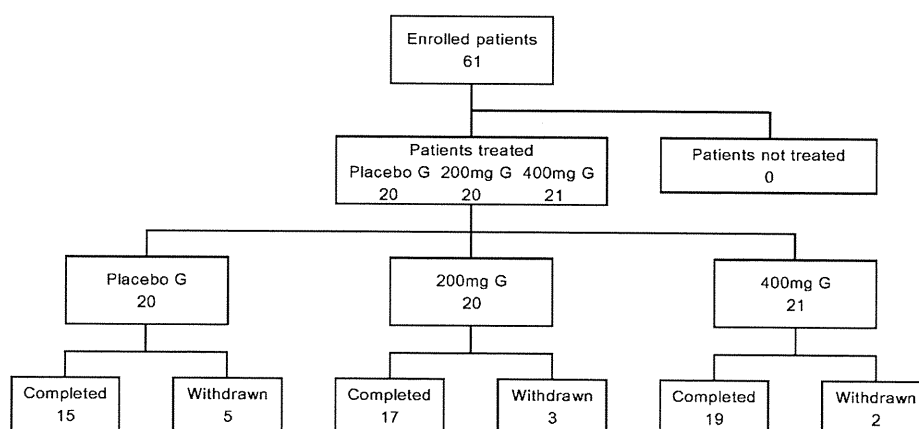 Enrolled patients
61
Patients treated
Placebo G 200mg G 400mg G
20 20 21
Patients not treated
0
Placebo G
20
200mg G
20
400mg G
21
Completed
15
Withdrawn
5
Completed
17
Withdrawn
3
Completed
19
Withdrawn
2